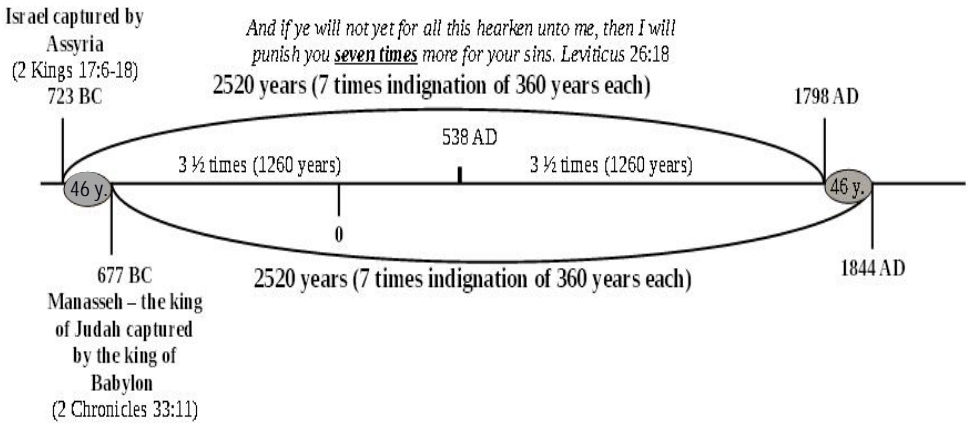 Israel captured by
Assyria
(2 Kings 17:6-18)
723 BC
And if ye will not yet for all this hearken unto me, then I will
punish you seven times more for your sins. Leviticus 26:18
2520 years (7 times indignation of 360 years each)
1798 AD
538 AD
3 ½ times (1260 years)
3 ½ times (1260 years)
46 y.
46 y.
0
677 BC
Manasseh – the king
of Judah captured
by the king of
Babylon
(2 Chronicles 33:11)
2520 years (7 times indignation of 360 years each)
1844 AD